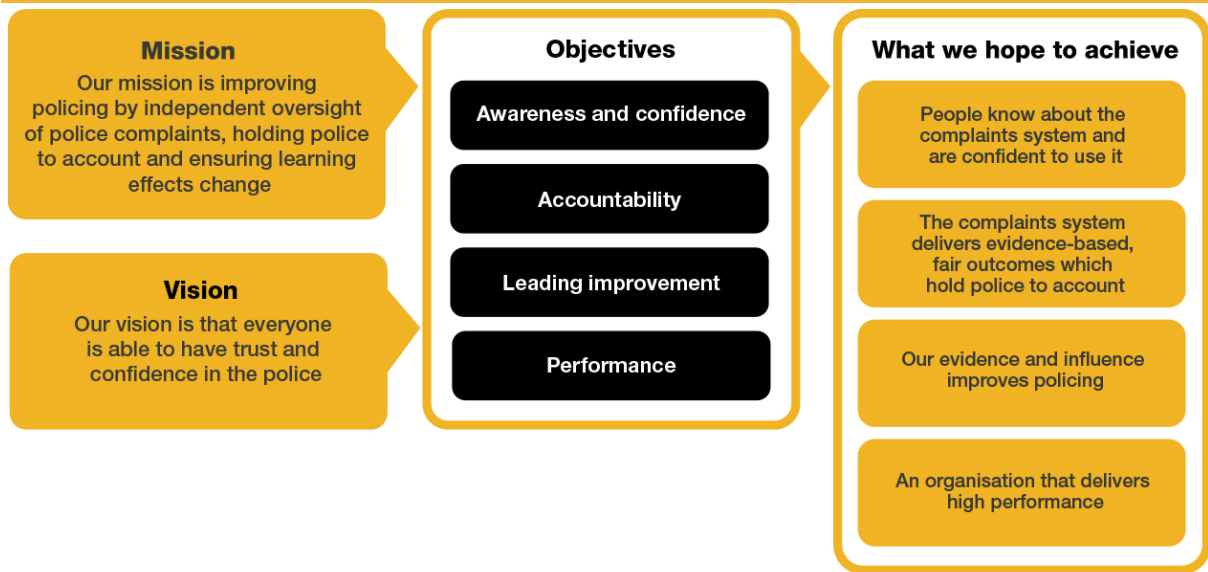 Mission
Our mission is improving
policing by independent oversight
of police complaints, holding police
to account and ensuring learning
effects change
Vision
Our vision is that everyone
is able to have trust and
confidence in the police
Objectives
Awareness and confidence
Accountability
Leading improvement
Performance
What we hope to achieve
People know about the
complaints system and
are confident to use it
The complaints system
delivers evidence-based,
fair outcomes which
hold police to account
Our evidence and influence
improves policing
An organisation that delivers
high performance